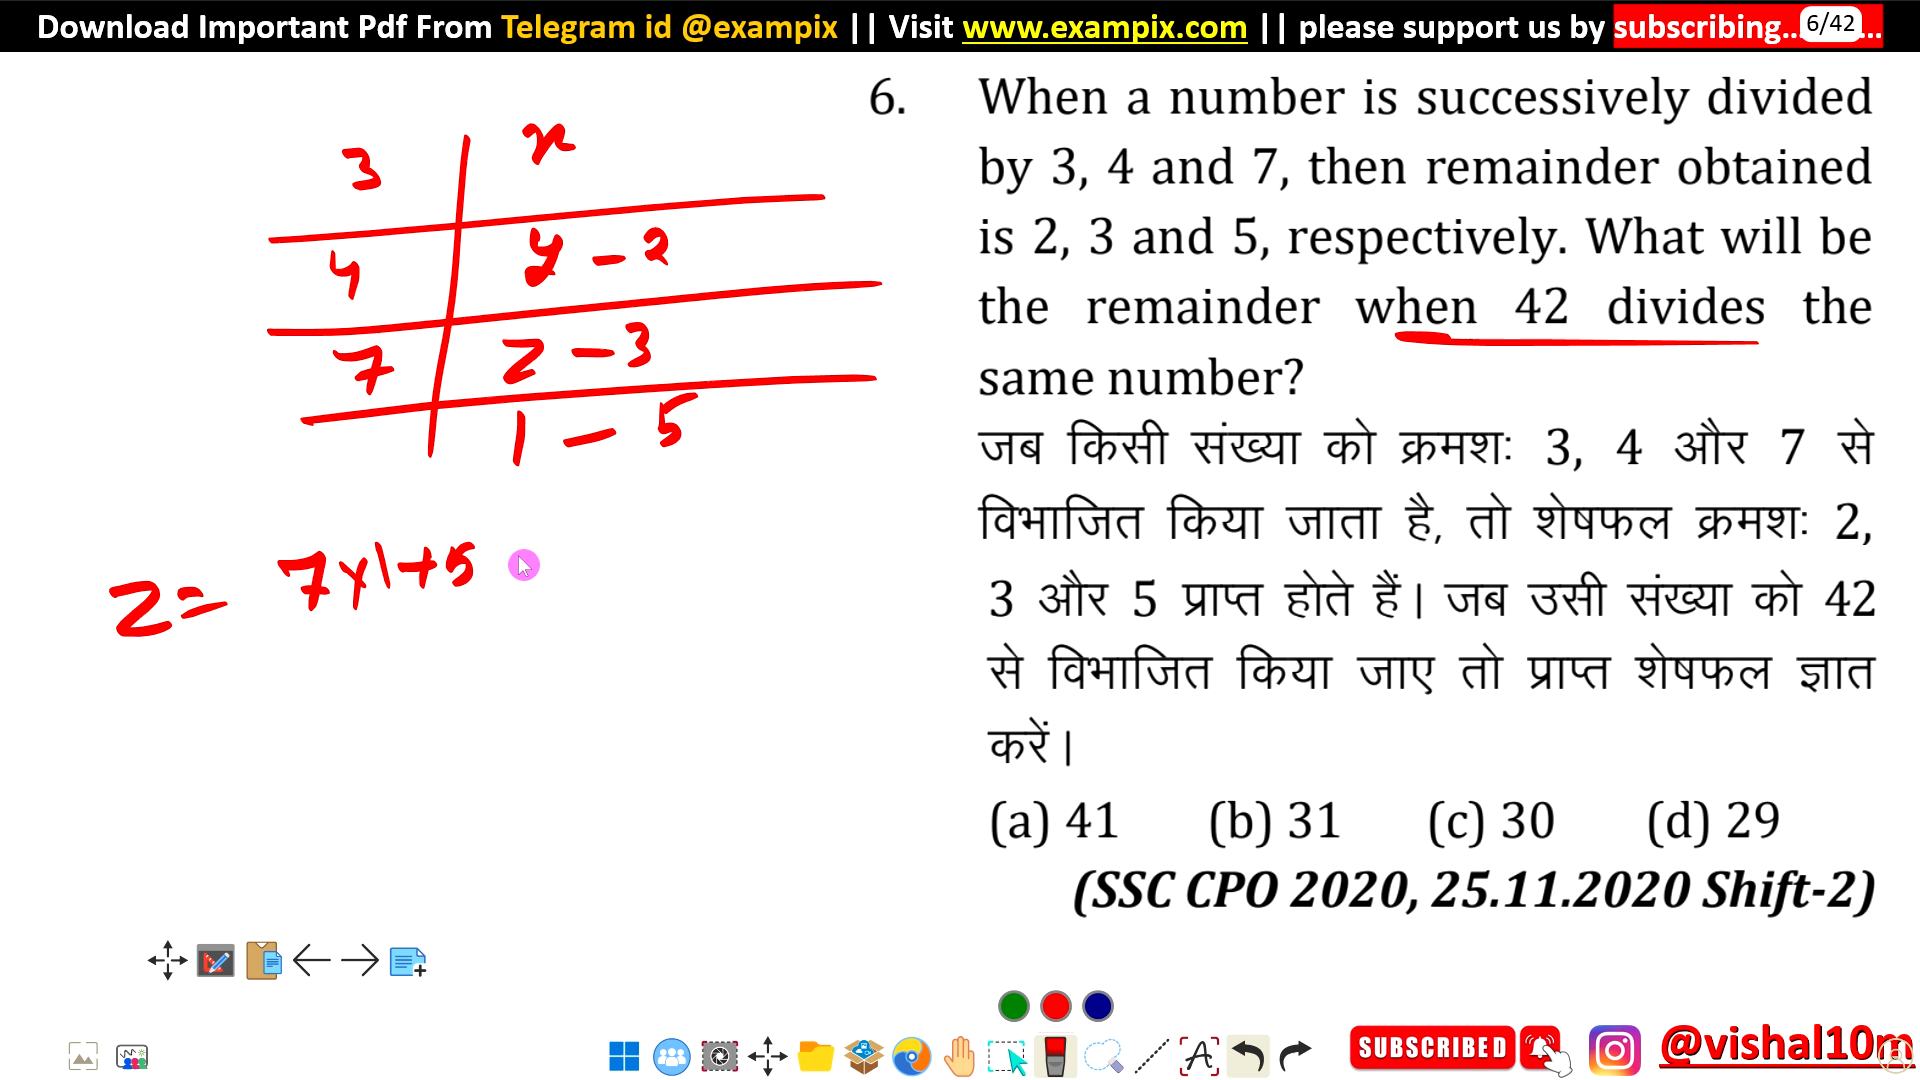 Download Important Pdf From Telegram id @exampix || Visit www.exampix.com || please support us by subscribing..
6/42
6. When a number is successively divided
by 3, 4 and 7, then remainder obtained
is 2, 3 and 5, respectively. What will be
the remainder when 42 divides the
same number?
जब किसी संख्या को क्रमशः 3, 4 और 7 से
विभाजित किया जाता है, तो शेषफल क्रमशः 2,
3 और 5 प्राप्त होते हैं। जब उसी संख्या को 42
से विभाजित किया जाए तो प्राप्त शेषफल ज्ञात
करें।
(a) 41 (b) 31 (c) 30 (d) 29
(SSC CPO 2020, 25.11.2020 Shift-2)
3 x
4 y - 2
7 z - 3
1 - 5
z = 7x1+5
SUBSCRIBED
@vishal10m